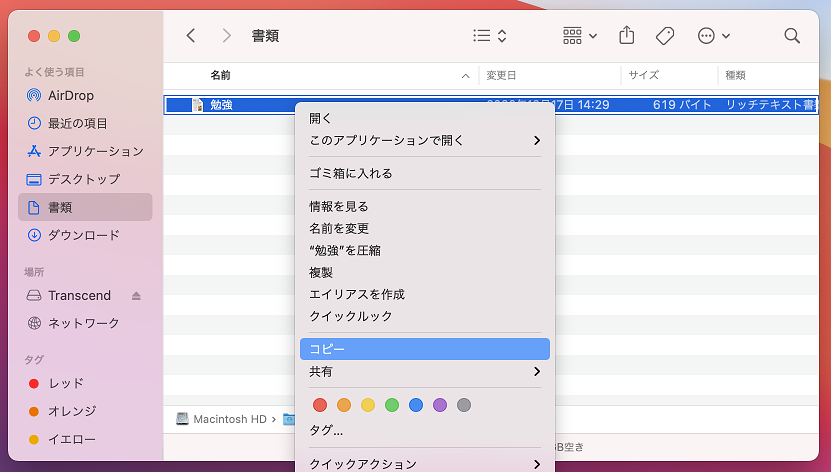 書類
よく使う項目
AirDrop
最近の項目
アプリケーション
デスクトップ
書類
ダウンロード
場所
Transcend
ネットワーク
タグ
レッド
オレンジ
イエロー
名前 変更日 サイズ 種類
勉強 14:29 619 バイト リッチテキスト書
開く
このアプリケーションで開く
ゴミ箱に入れる
情報を見る
名前を変更
“勉強”を圧縮
複製
エイリアスを作成
クイックルック
コピー
共有
タグ...
クイックアクション
Macintosh HD
空き